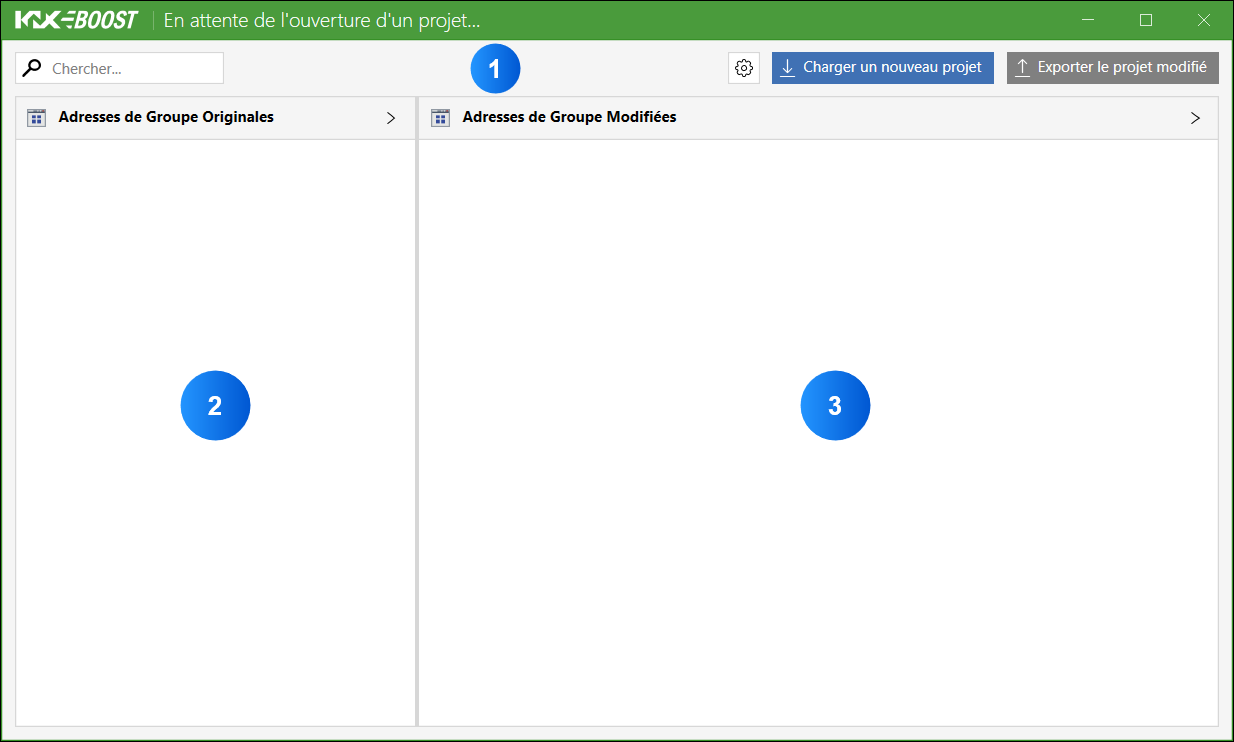 KNX BOOST En attente de l'ouverture d'un projet...
Chercher... 1 Charger un nouveau projet Exporter le projet modifié
Adresses de Groupe Originales Adresses de Groupe Modifiées
2 3